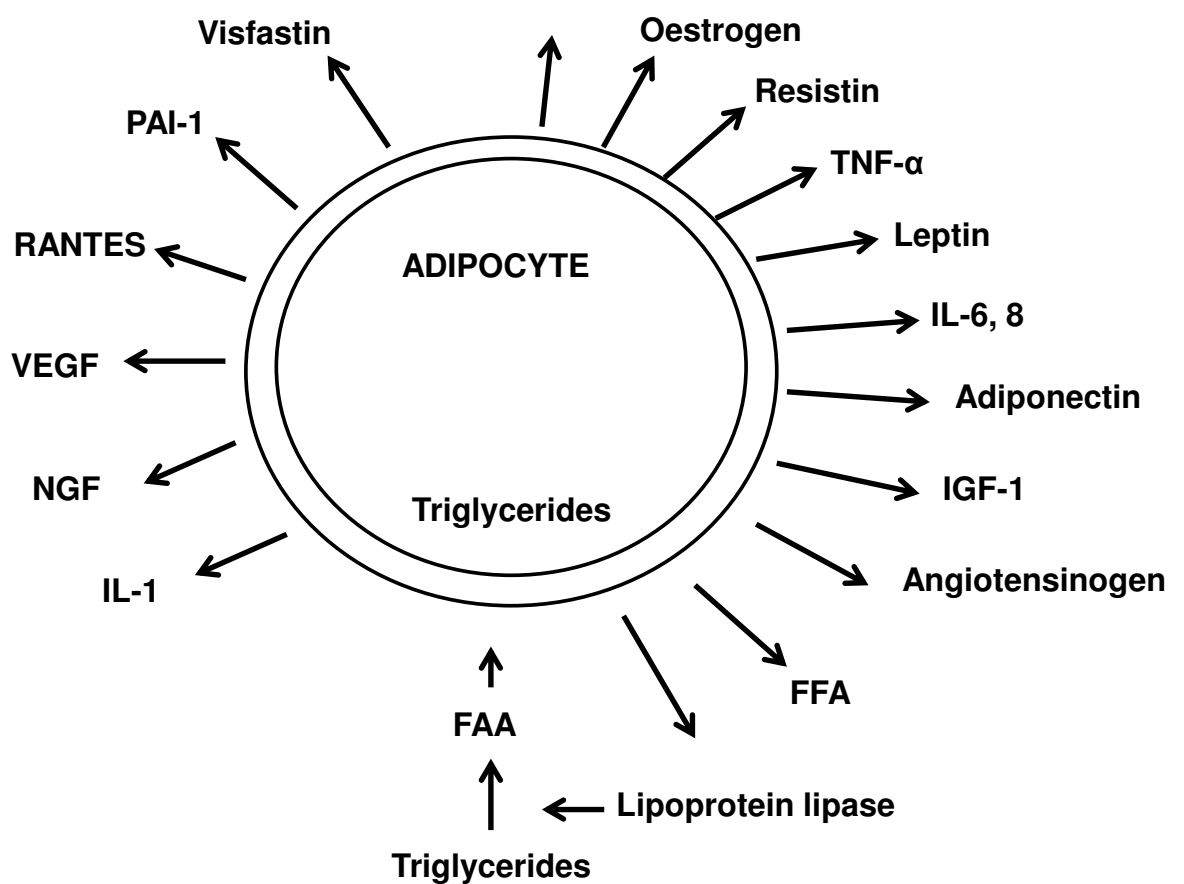 Visfastin
Oestrogen
Resistin
PAI-1
TNF-α
RANTES
Leptin
ADIPOCYTE
IL-6, 8
VEGF
Adiponectin
NGF
IGF-1
Triglycerides
IL-1
Angiotensinogen
FFA
FAA
Lipoprotein lipase
Triglycerides